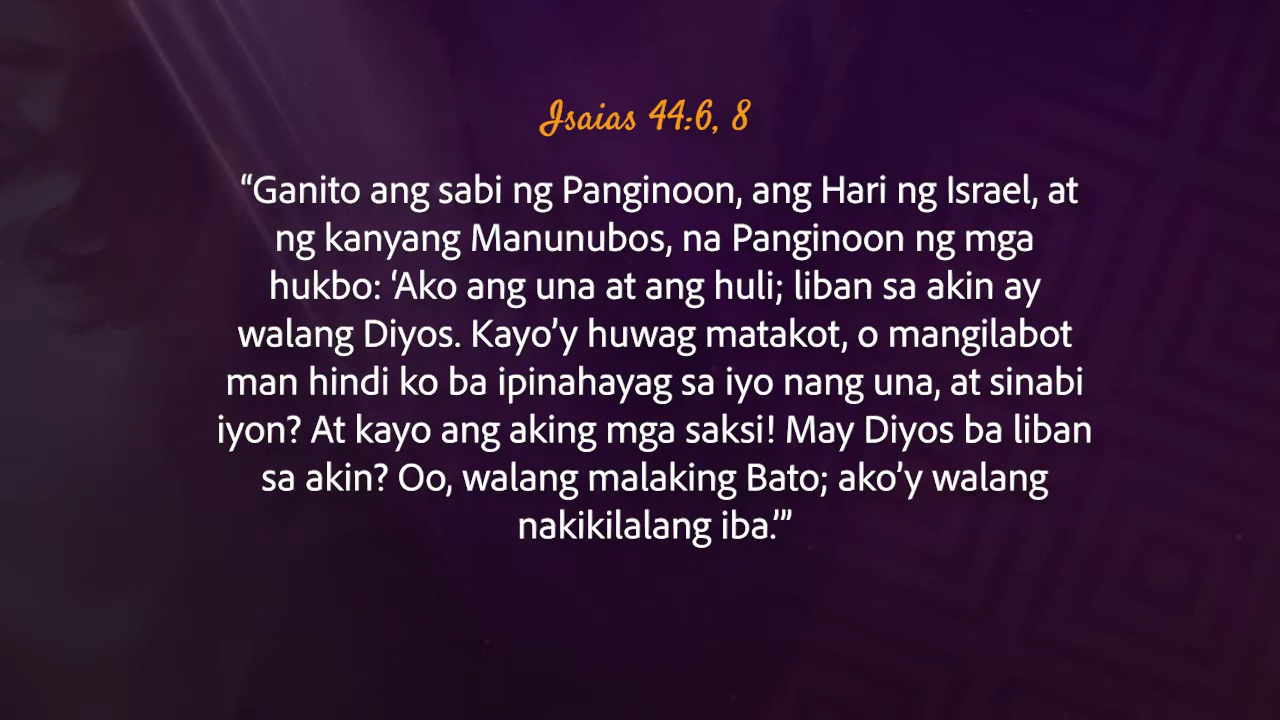 Isaias 44:6, 8
“Ganito ang sabi ng Panginoon, ang Hari ng Israel, at
ng kanyang Manunubos, na Panginoon ng mga
hukbo: ‘Ako ang una at ang huli; liban sa akin ay
walang Diyos. Kayo’y huwag matakot, o mangilabot
man hindi ko ba ipinahayag sa iyo nang una, at sinabi
iyon? At kayo ang aking mga saksi! May Diyos ba liban
sa akin? Oo, walang malaking Bato; ako’y walang
nakikilalang iba.’”